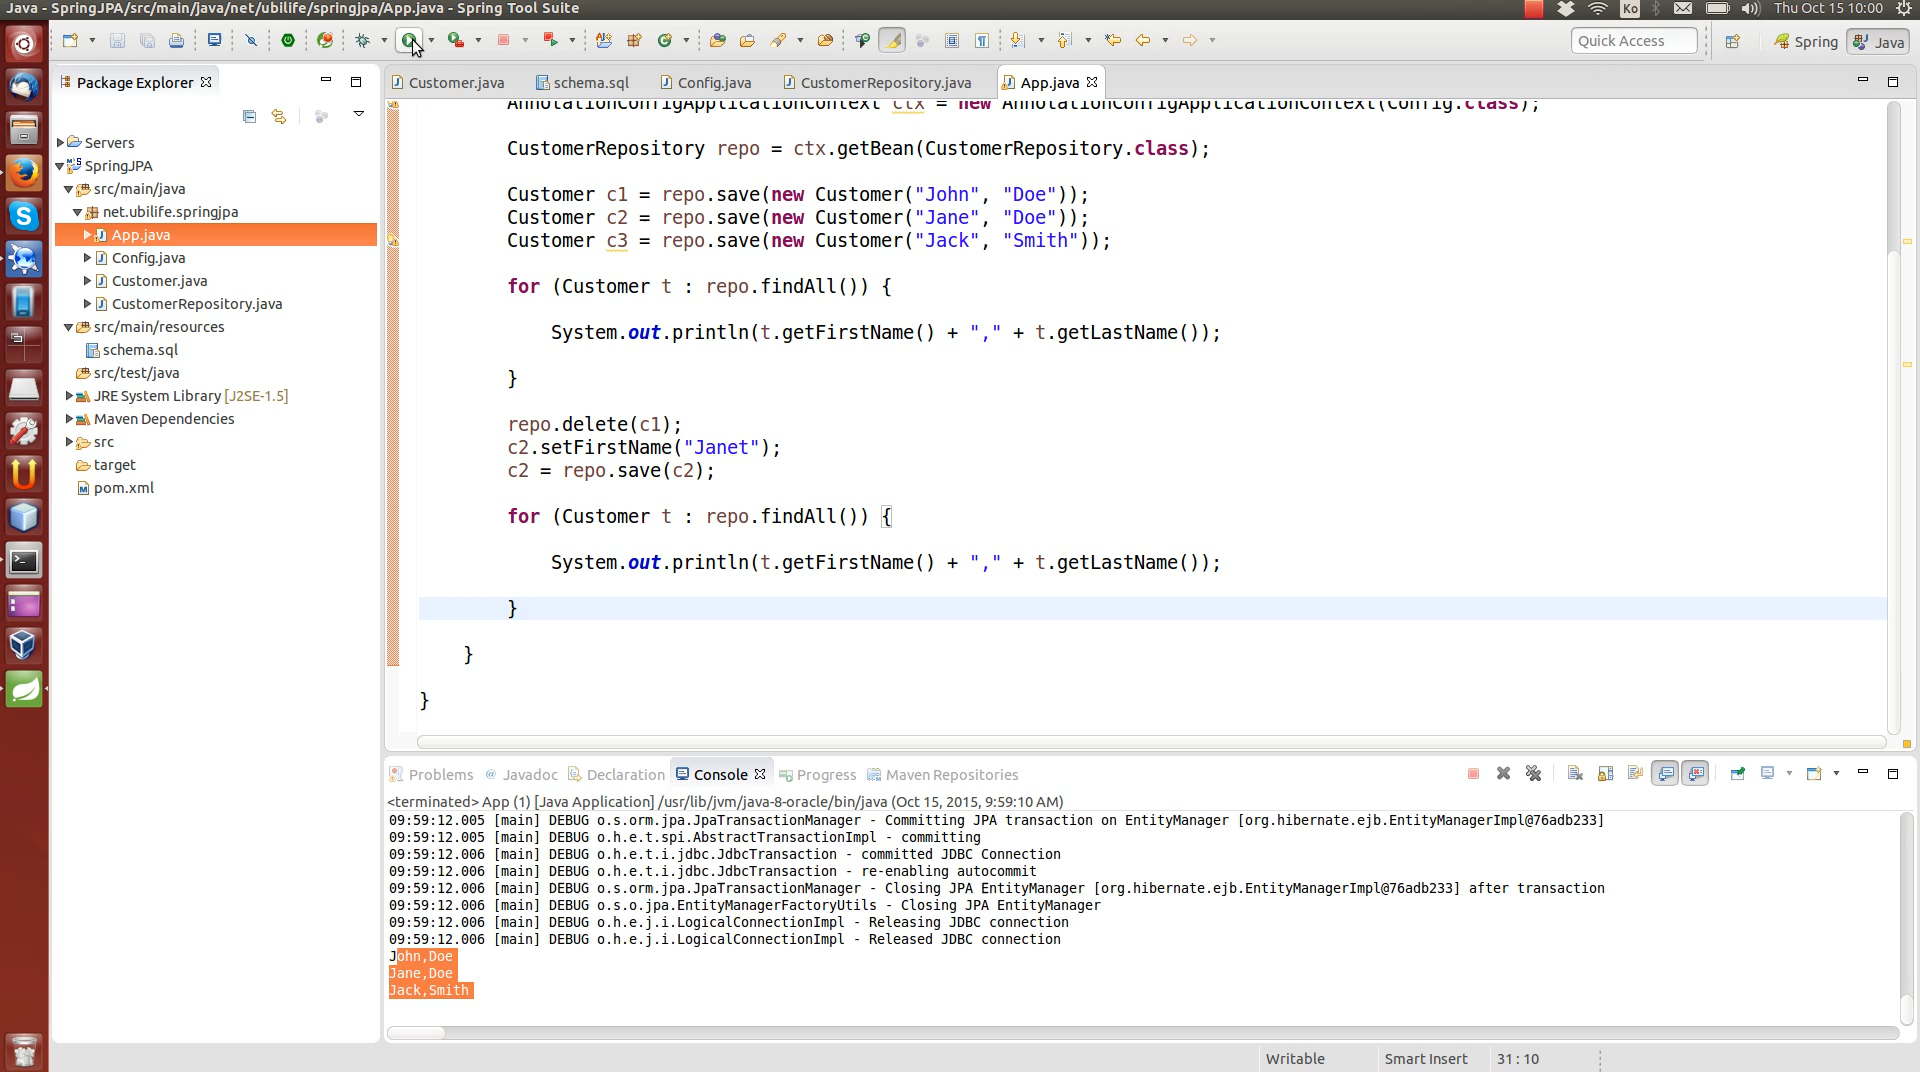 Java - SpringJPA/src/main/java/net/ubilife/springjpa/App.java - Spring Tool Suite
Ko
Thu Oct 15 10:00
Quick Access
Spring
Java
Package Explorer
Customer.java
schema.sql
Config.java
CustomerRepository.java
App.java
Servers
SpringJPA
src/main/java
net.ubilife.springjpa
App.java
Config.java
Customer.java
CustomerRepository.java
src/main/resources
schema.sql
src/test/java
JRE System Library [J2SE-1.5]
Maven Dependencies
src
target
pom.xml
AnnotationConfigApplicationContext ctx = new AnnotationConfigApplicationContext(Config.class);
CustomerRepository repo = ctx.getBean(CustomerRepository.class);
Customer c1 = repo.save(new Customer("John", "Doe"));
Customer c2 = repo.save(new Customer("Jane", "Doe"));
Customer c3 = repo.save(new Customer("Jack", "Smith"));
for (Customer t : repo.findAll()) {
System.out.println(t.getFirstName() + "," + t.getLastName());
}
repo.delete(c1);
c2.setFirstName("Janet");
c2 = repo.save(c2);
for (Customer t : repo.findAll()) {
System.out.println(t.getFirstName() + "," + t.getLastName());
}
}
}
Problems
Javadoc
Declaration
Console
Progress
Maven Repositories
<terminated> App (1) [Java Application] /usr/lib/jvm/java-8-oracle/bin/java (Oct 15, 2015, 9:59:10 AM)
09:59:12.005 [main] DEBUG o.s.orm.jpa.JpaTransactionManager - Committing JPA transaction on EntityManager [org.hibernate.ejb.EntityManagerImpl@76adb233]
09:59:12.005 [main] DEBUG o.h.e.t.spi.AbstractTransactionImpl - committing
09:59:12.006 [main] DEBUG o.h.e.t.i.jdbc.JdbcTransaction - committed JDBC Connection
09:59:12.006 [main] DEBUG o.h.e.t.i.jdbc.JdbcTransaction - re-enabling autocommit
09:59:12.006 [main] DEBUG o.s.orm.jpa.JpaTransactionManager - Closing JPA EntityManager [org.hibernate.ejb.EntityManagerImpl@76adb233] after transaction
09:59:12.006 [main] DEBUG o.s.o.jpa.EntityManagerFactoryUtils - Closing JPA EntityManager
09:59:12.006 [main] DEBUG o.h.e.j.i.LogicalConnectionImpl - Releasing JDBC connection
09:59:12.006 [main] DEBUG o.h.e.j.i.LogicalConnectionImpl - Released JDBC connection
John,Doe
Jane,Doe
Jack,Smith
Writable
Smart Insert
31 : 10